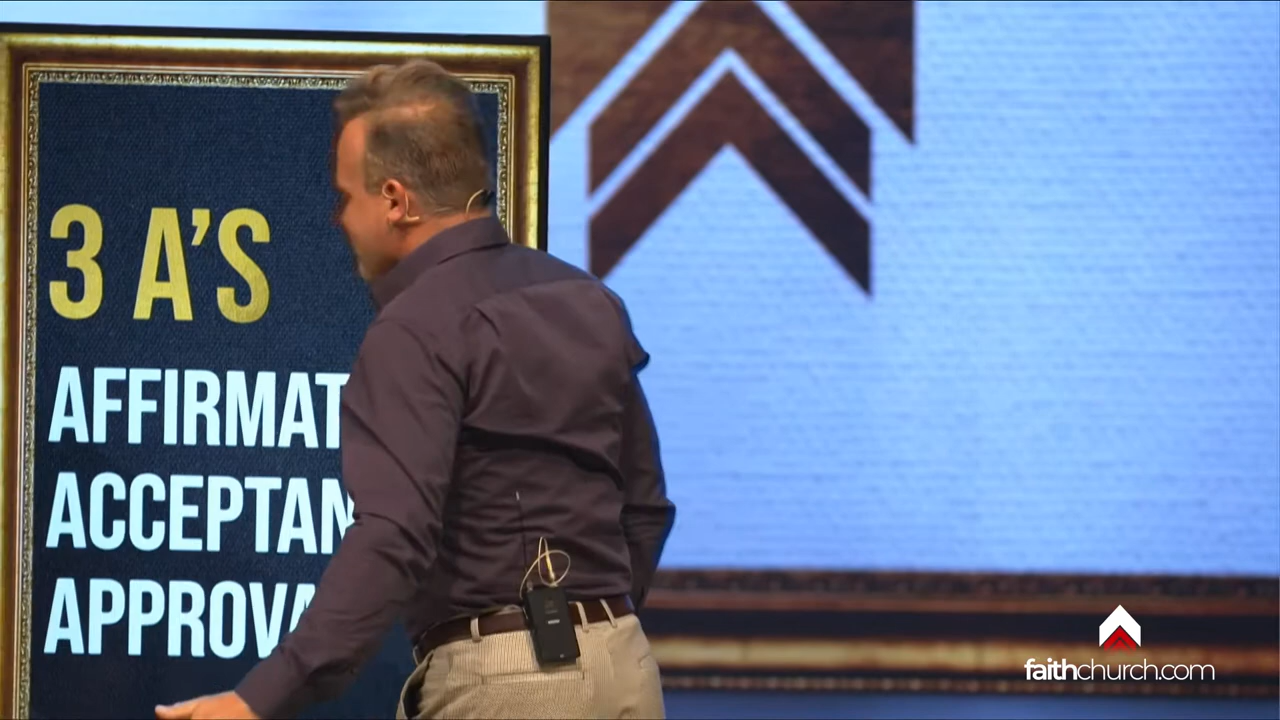 3 A'S
AFFIRMAT
ACCEPTAN
APPROVA
faithchurch.com